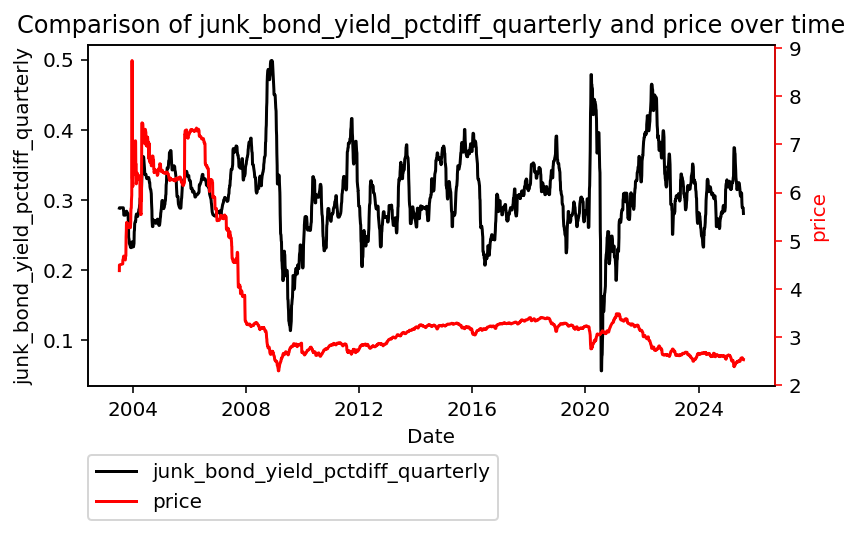 Comparison of junk_bond_yield_pctdiff_quarterly and price over time
junk_bond_yield_pctdiff_quarterly
0.5
0.4
0.3
0.2
0.1
9
8
7
6
5
4
3
2
price
2004 2008 2012 2016 2020 2024
Date
junk_bond_yield_pctdiff_quarterly
price